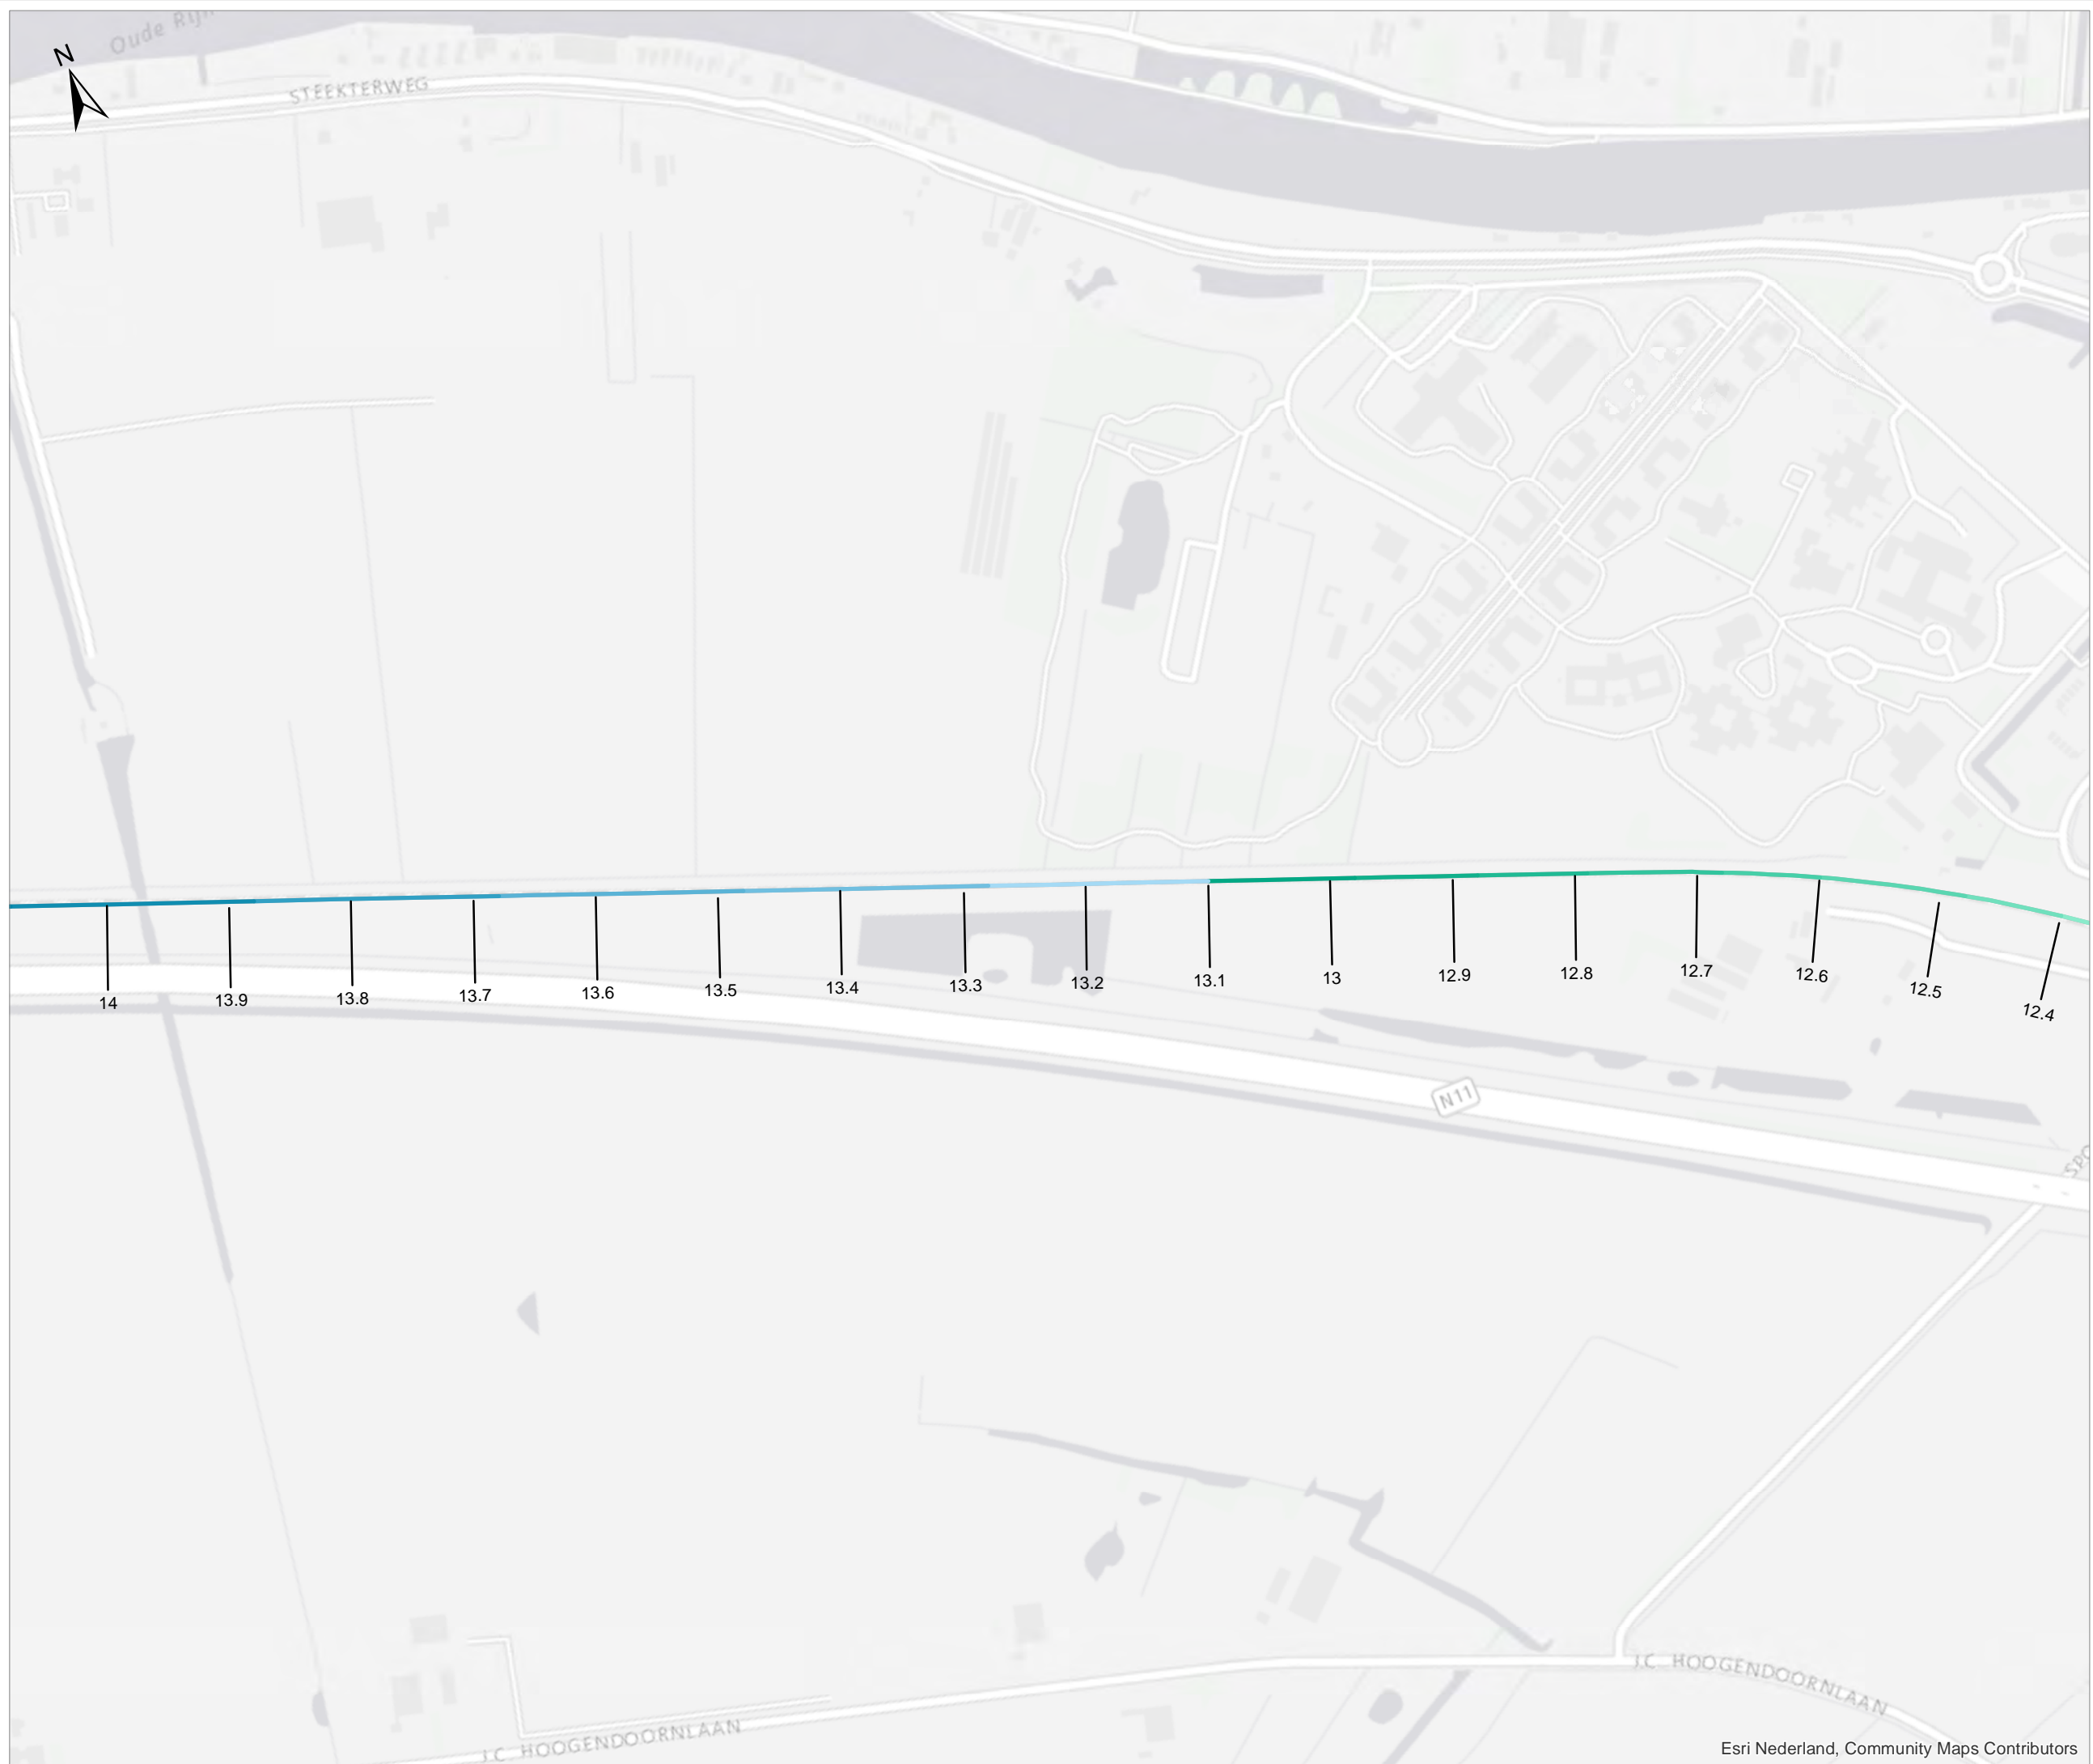 Oude Rijn
N
STEEKTERWEG
14
13.9
13.8
13.7
13.6
13.5
13.4
13.3
13.2
13.1
13
12.9
12.8
12.7
12.6
12.5
12.4
N11
SPO
J.C. HOOGENDOORNLAAN
J.C. HOOGENDOORNLAAN
Esri Nederland, Community Maps Contributors